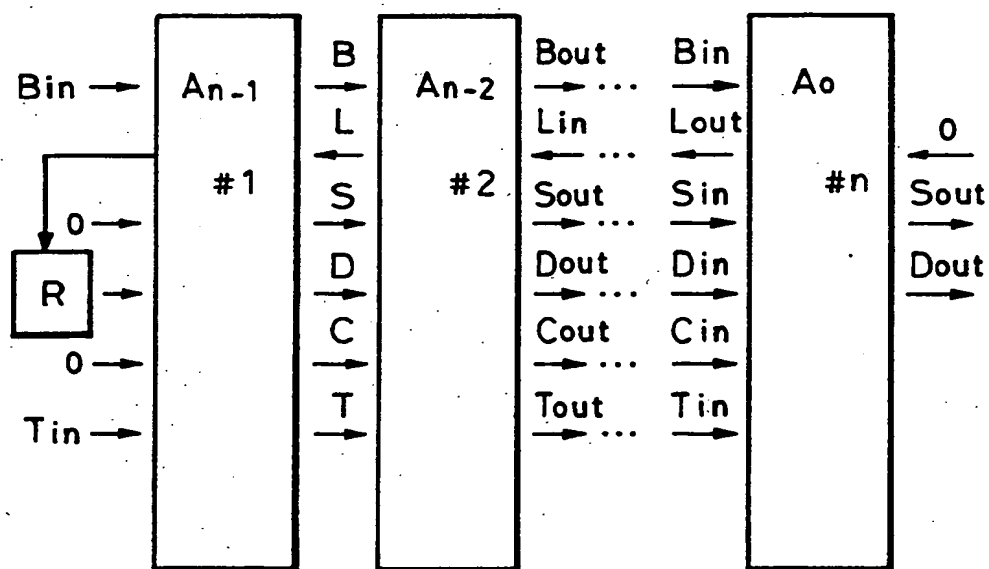 B Bout Bin
Bin An-1 An-2 Ao
L Lin Lout 0
#1 #2 #n
S Sout Sin Sout
0
D Dout Din Dout
R
C Cout Cin
0
T Tout Tin
Tin